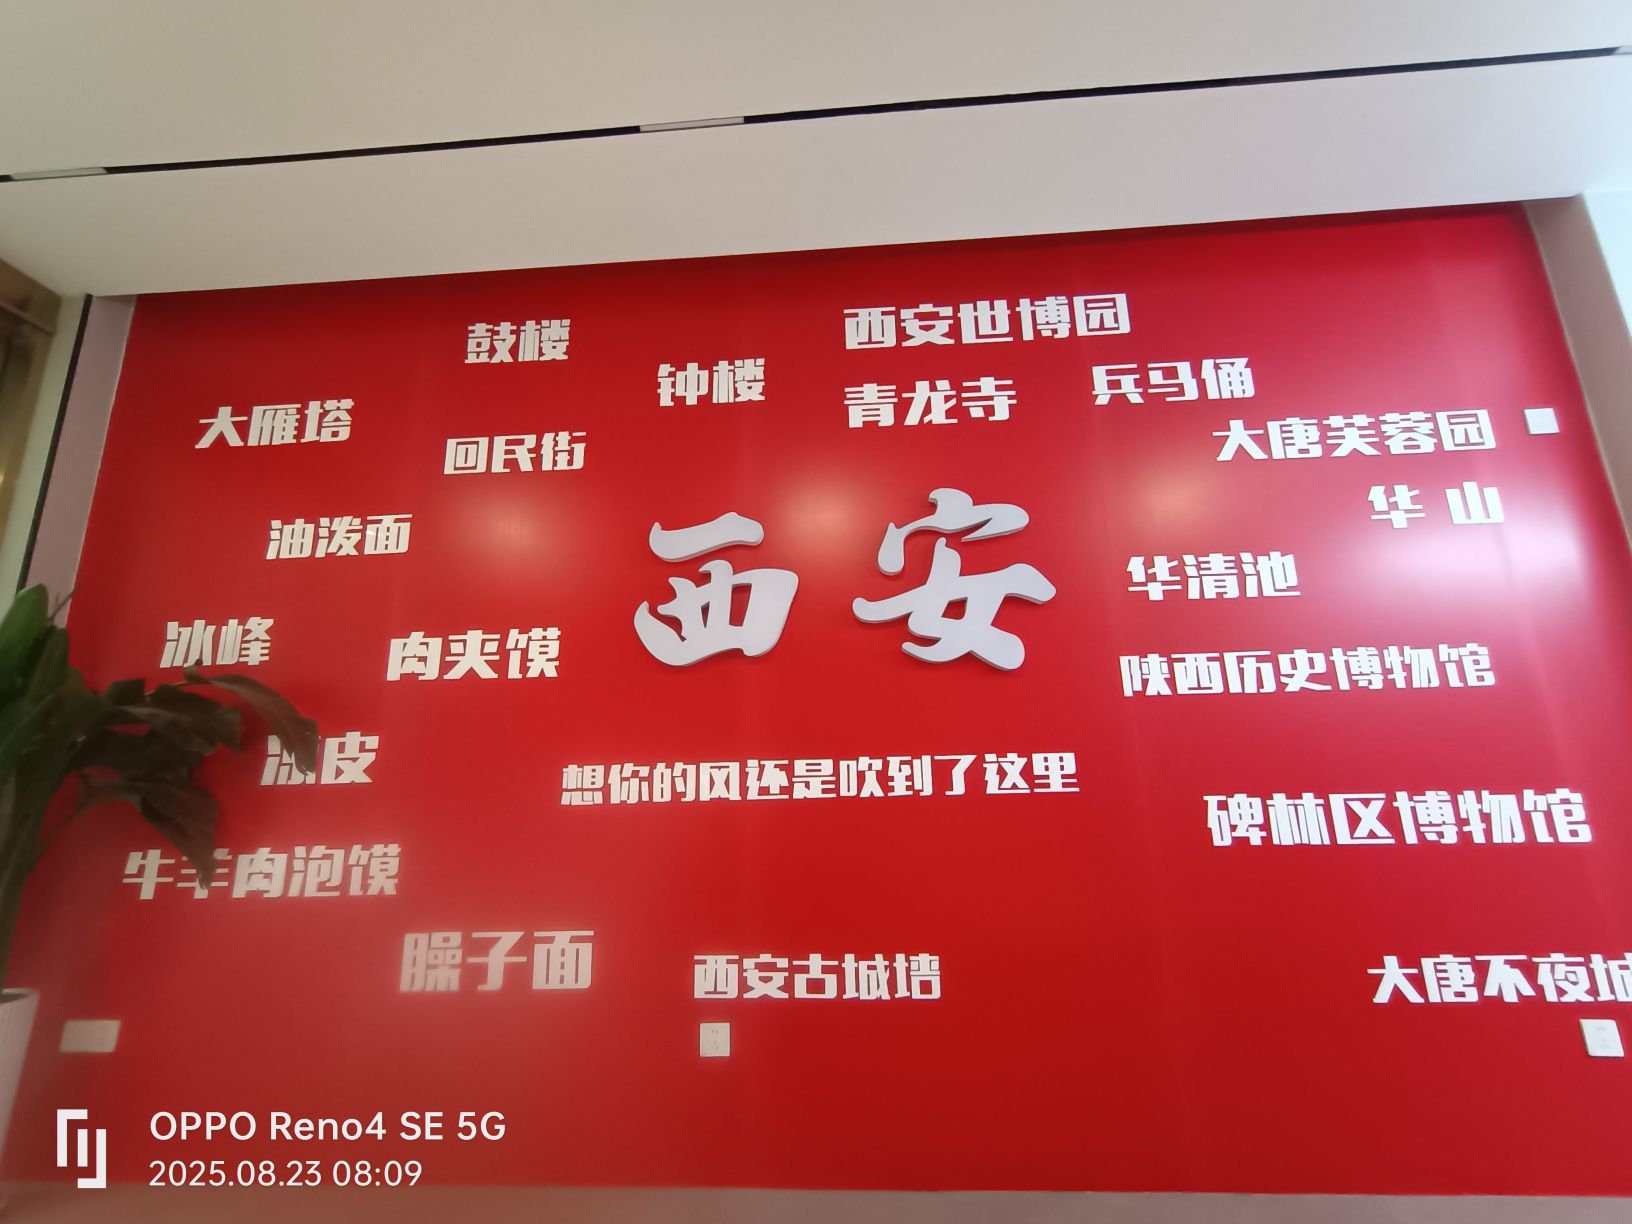 鼓楼
西安世博园
钟楼
兵马俑
大雁塔
青龙寺
回民街
大唐芙蓉园
油泼面
华山
西安
华清池
冰峰
肉夹馍
陕西历史博物馆
凉皮
想你的风还是吹到了这里
碑林区博物馆
牛羊肉泡馍
臊子面
西安古城墙
大唐不夜城
OPPO Reno4 SE 5G
2025.08.23 08:09